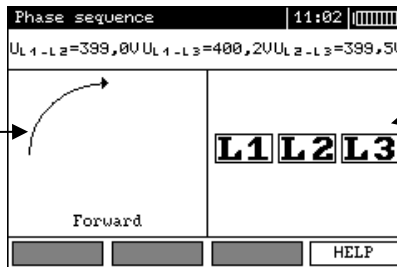 Phase sequence 11:02
UL1-L2=399,0V UL1-L3=400,2V UL2-L3=399,5V
L1 L2 L3
Forward
HELP